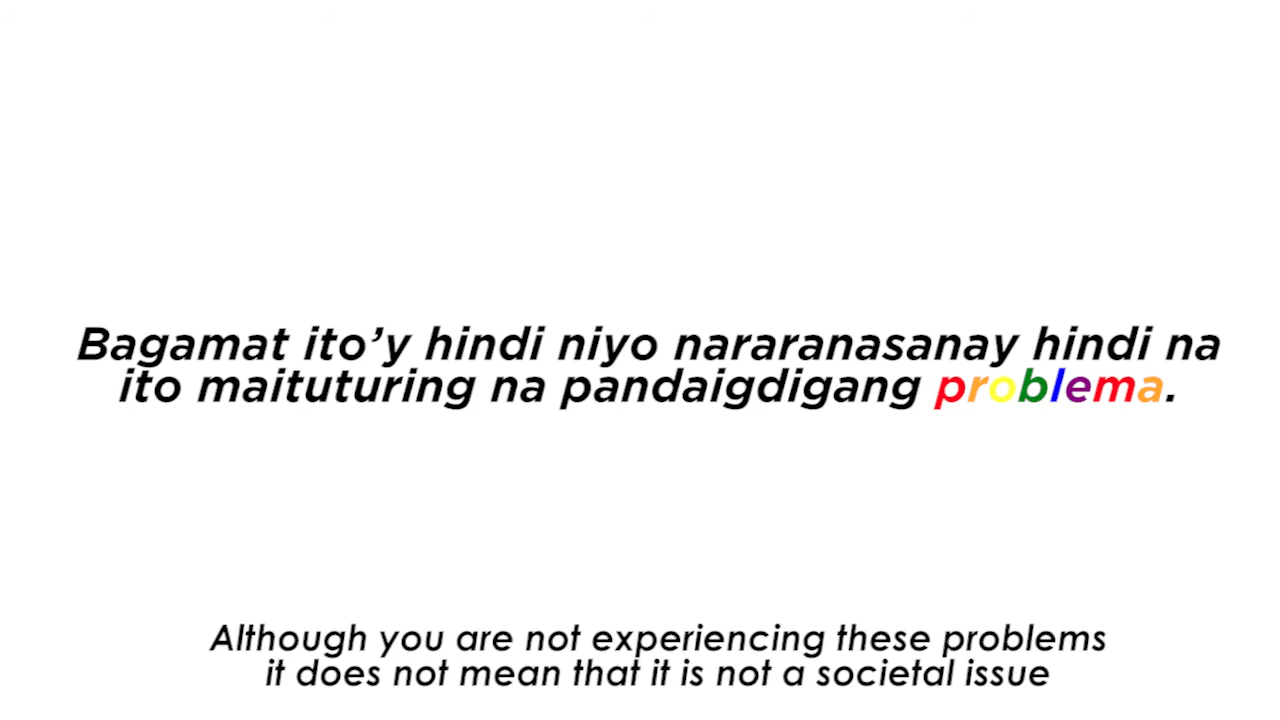 Bagamat ito’y hindi niyo nararanasanay hindi na
ito maituturing na pandaigdigang problema.
Although you are not experiencing these problems
it does not mean that it is not a societal issue